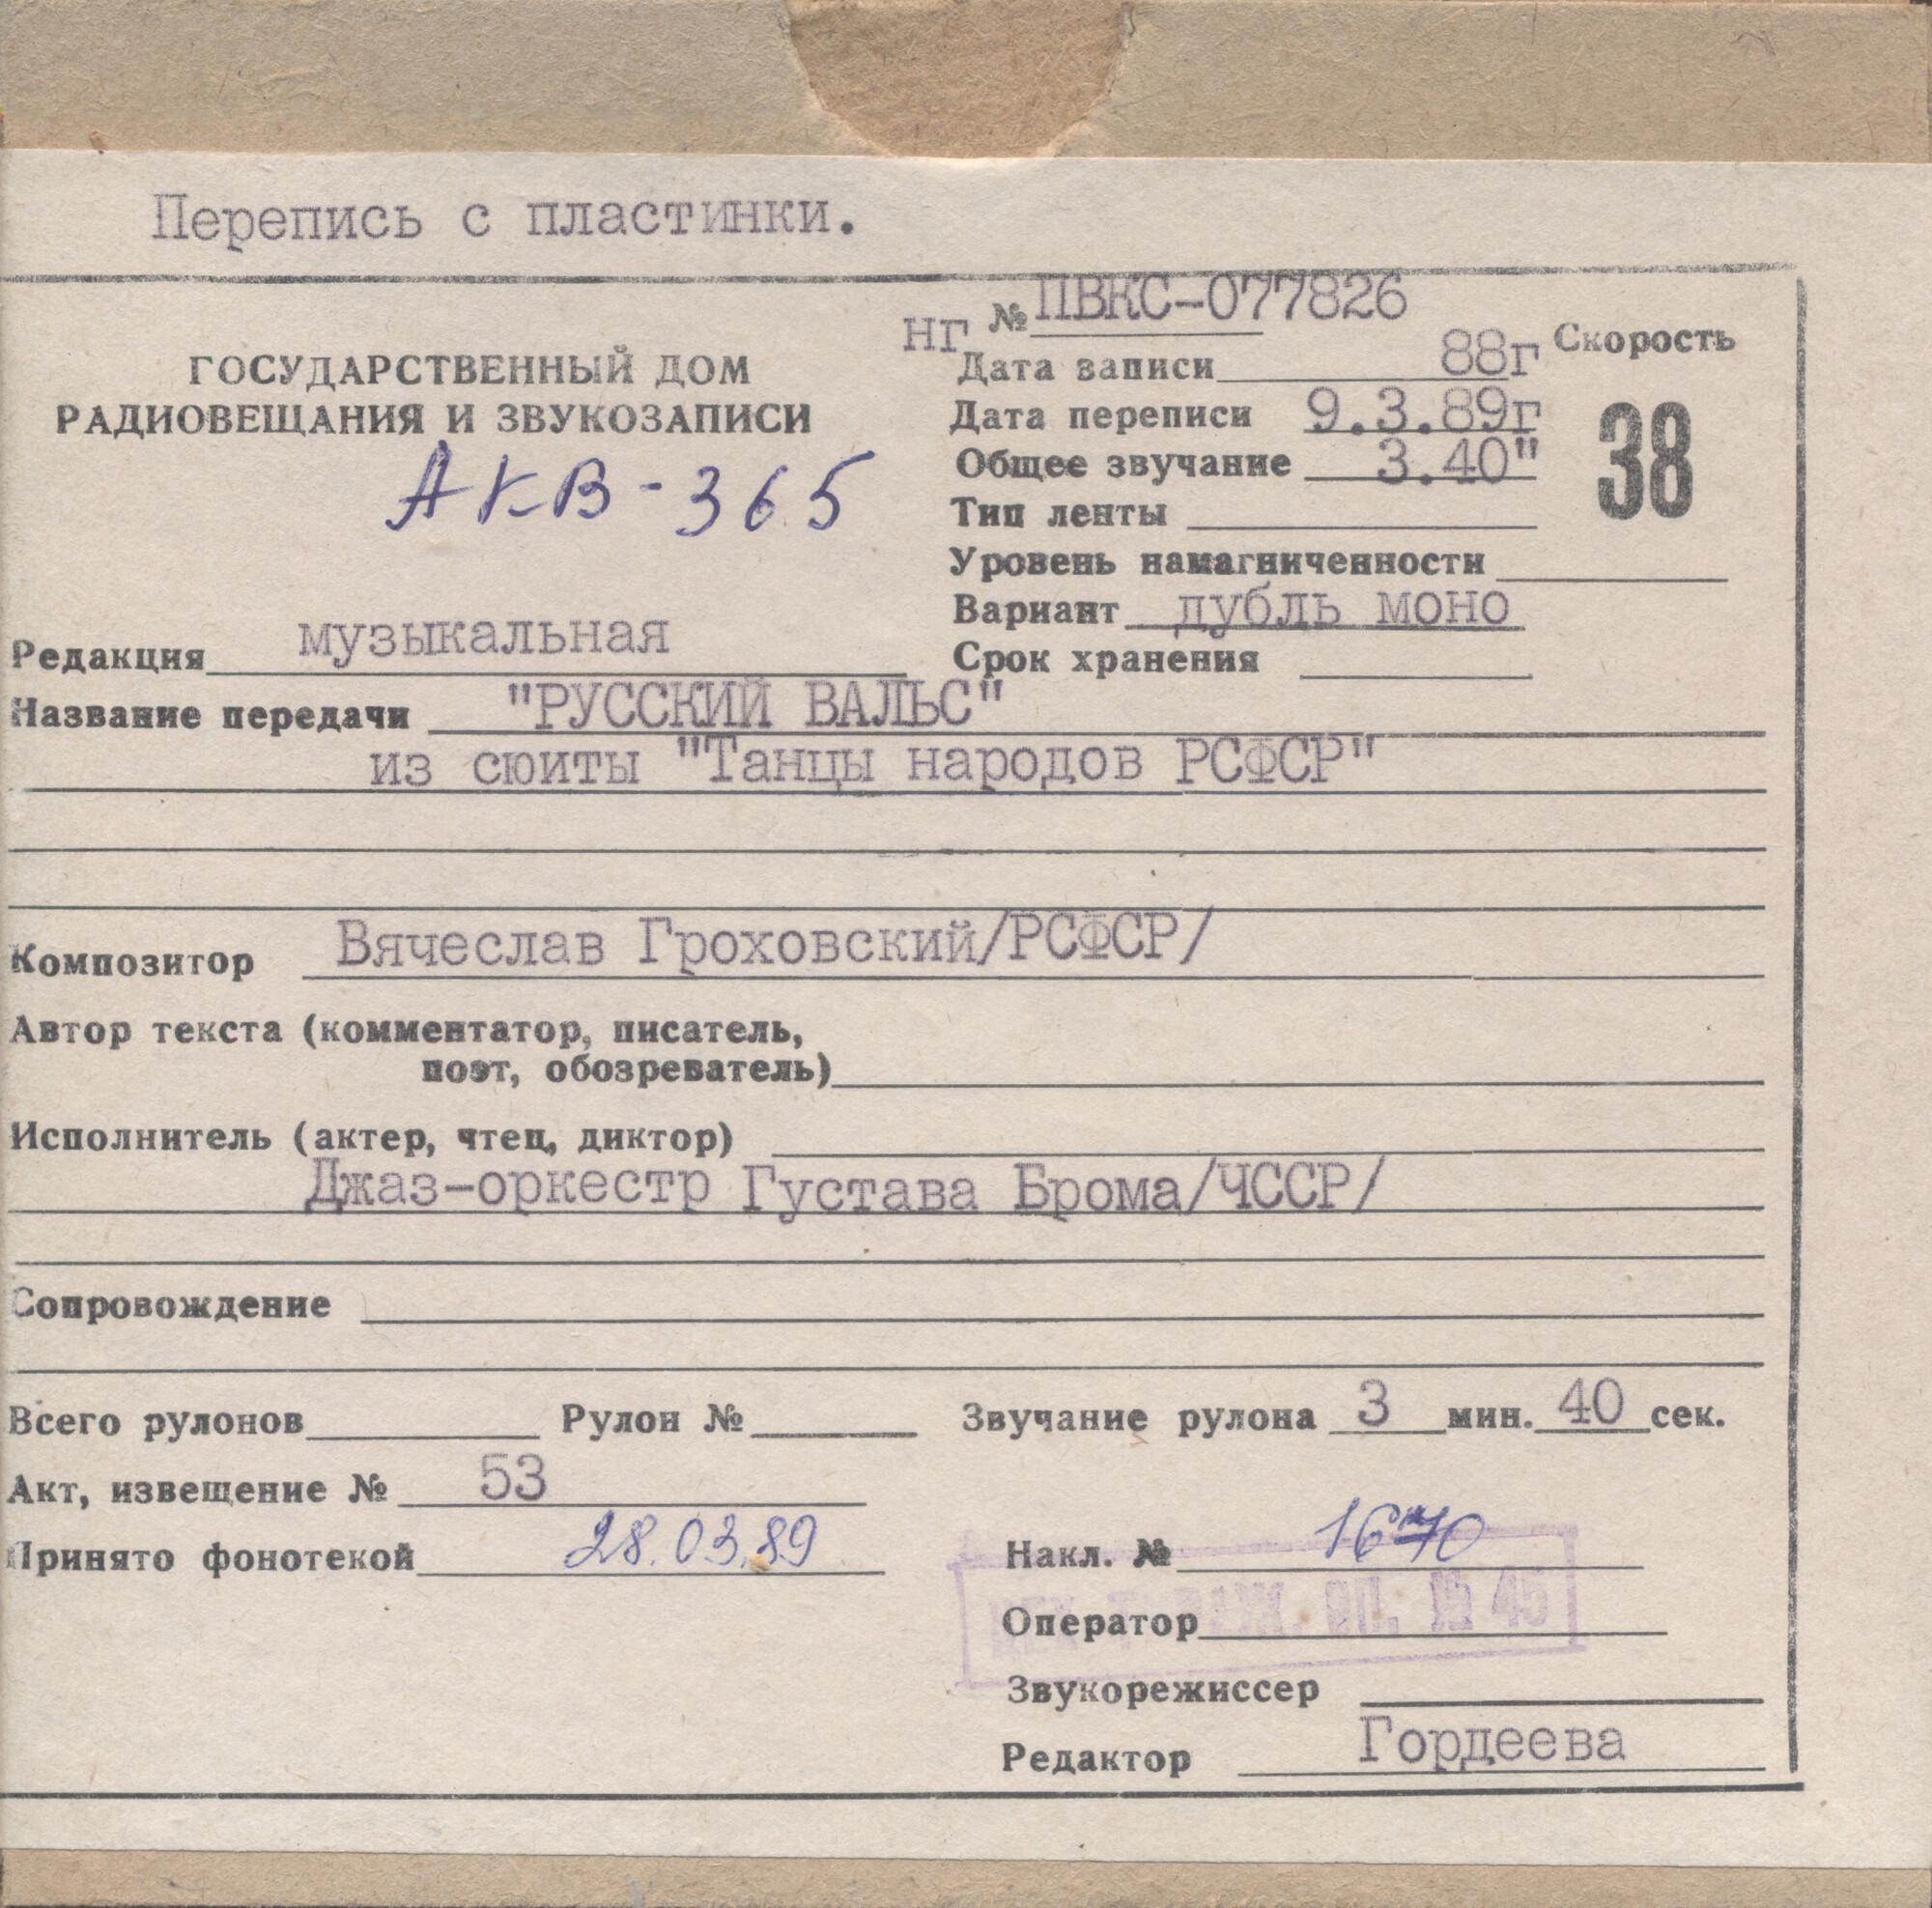 Перепись с пластинки.
НГ № ПВКС-077826
ГОСУДАРСТВЕННЫЙ ДОМ
РАДИОВЕЩАНИЯ И ЗВУКОЗАПИСИ
АКВ-365
Дата записи 88г
Скорость
38
Дата переписи 9.3.89г
Общее звучание 3.40"
Тип ленты
Уровень намагниченности
Вариант дубль моно
Срок хранения
Редакция музыкальная
Название передачи "РУССКИЙ ВАЛЬС"
из сюиты "Танцы народов РСФСР"
Композитор Вячеслав Гроховский/РСФСР/
Автор текста (комментатор, писатель,
поэт, обозреватель)
Исполнитель (актер, чтец, диктор)
Джаз-оркестр Густава Брома/ЧССР/
Сопровождение
Всего рулонов Рулон № Звучание рулона 3 мин. 40 сек.
Акт, извещение № 53
Принято фонотекой 28.03.89
Накл. № 1670
№ 45
Оператор
Звукорежиссер
Редактор Гордеева